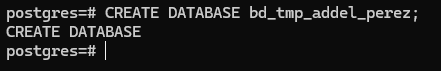 postgres=# CREATE DATABASE bd_tmp_addel_perez;
CREATE DATABASE
postgres=#